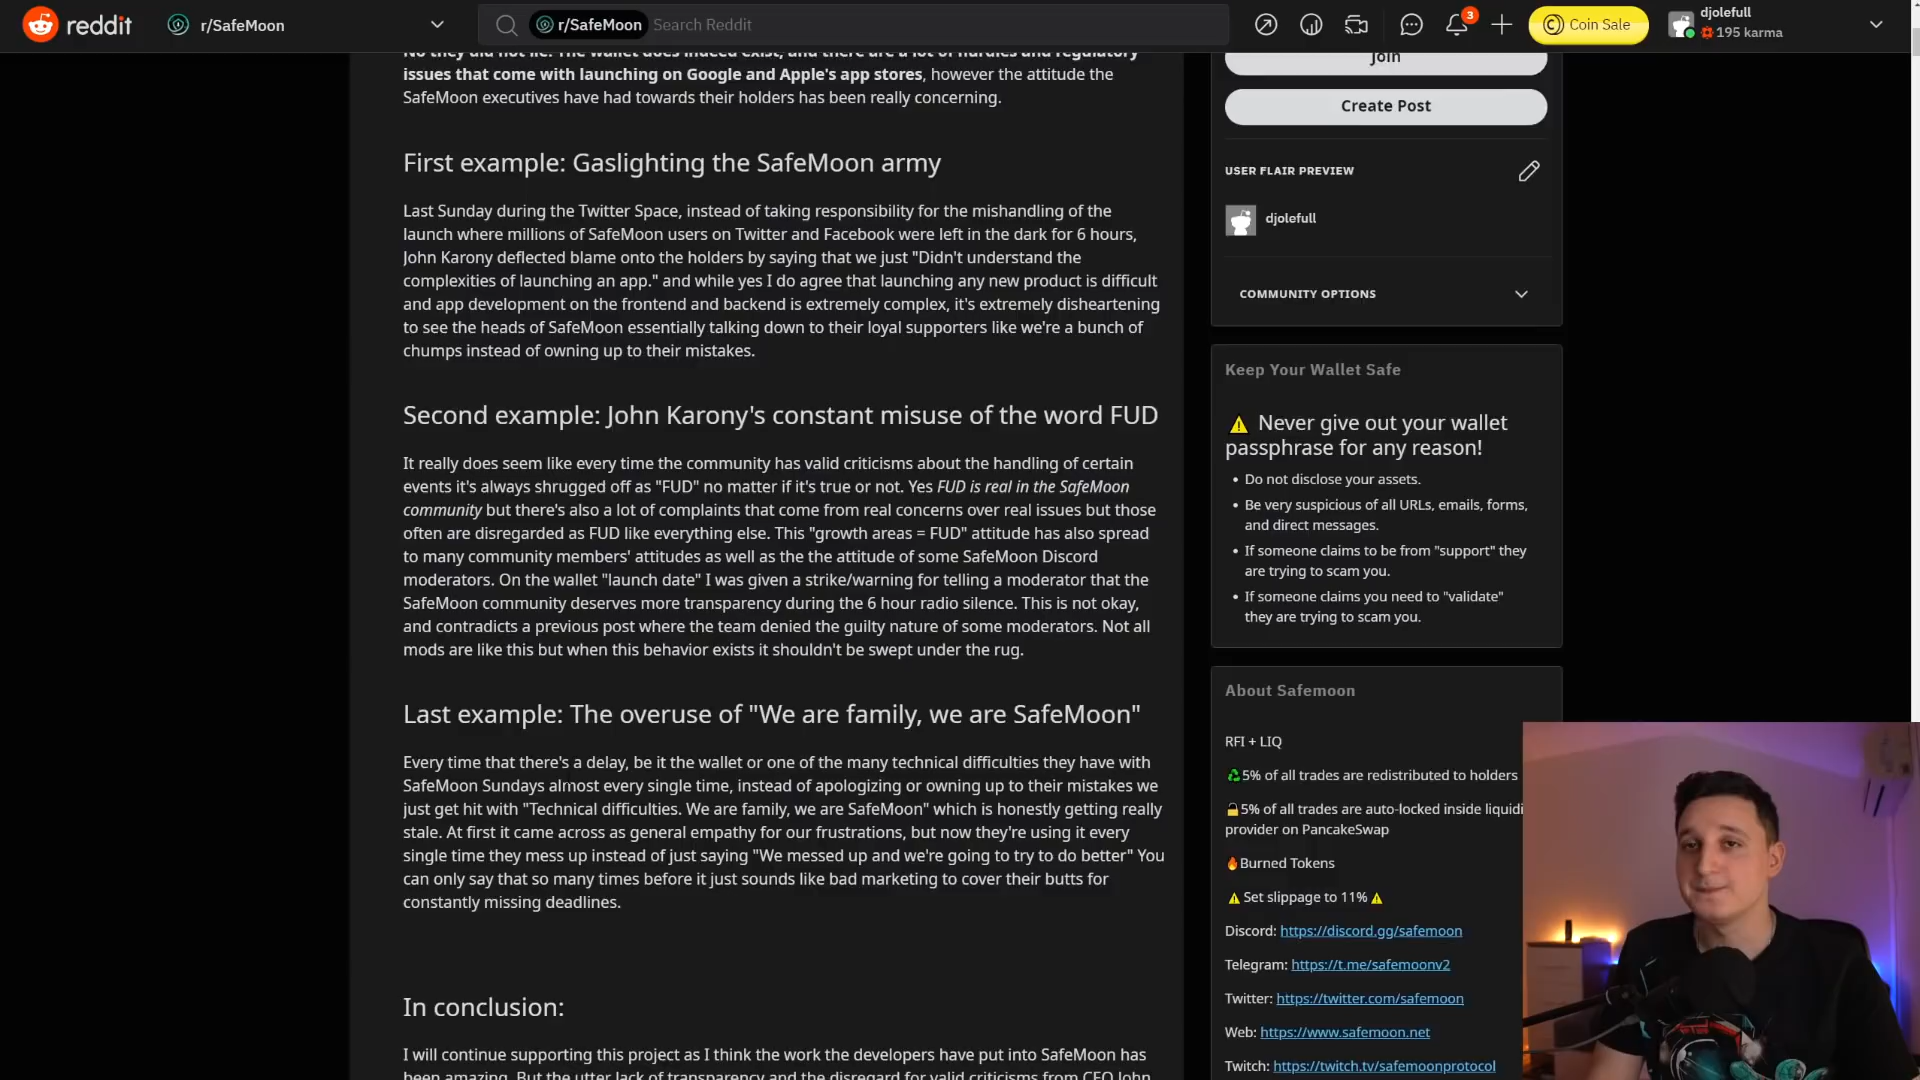 reddit
r/SafeMoon
r/SafeMoon Search Reddit
3
Coin Sale
djolefull
195 karma
No they did not lie. The wallet does indeed exist, and there are a lot of hurdles and regulatory
issues that come with launching on Google and Apple's app stores, however the attitude the
SafeMoon executives have had towards their holders has been really concerning.
First example: Gaslighting the SafeMoon army
Last Sunday during the Twitter Space, instead of taking responsibility for the mishandling of the
launch where millions of SafeMoon users on Twitter and Facebook were left in the dark for 6 hours,
John Karony deflected blame onto the holders by saying that we just "Didn't understand the
complexities of launching an app." and while yes I do agree that launching any new product is difficult
and app development on the frontend and backend is extremely complex, it's extremely disheartening
to see the heads of SafeMoon essentially talking down to their loyal supporters like we're a bunch of
chumps instead of owning up to their mistakes.
Second example: John Karony's constant misuse of the word FUD
It really does seem like every time the community has valid criticisms about the handling of certain
events it's always shrugged off as "FUD" no matter if it's true or not. Yes FUD is real in the SafeMoon
community but there's also a lot of complaints that come from real concerns over real issues but those
often are disregarded as FUD like everything else. This "growth areas = FUD" attitude has also spread
to many community members' attitudes as well as the the attitude of some SafeMoon Discord
moderators. On the wallet "launch date" I was given a strike/warning for telling a moderator that the
SafeMoon community deserves more transparency during the 6 hour radio silence. This is not okay,
and contradicts a previous post where the team denied the guilty nature of some moderators. Not all
mods are like this but when this behavior exists it shouldn't be swept under the rug.
Last example: The overuse of "We are family, we are SafeMoon"
Every time that there's a delay, be it the wallet or one of the many technical difficulties they have with
SafeMoon Sundays almost every single time, instead of apologizing or owning up to their mistakes we
just get hit with "Technical difficulties. We are family, we are SafeMoon" which is honestly getting really
stale. At first it came across as general empathy for our frustrations, but now they're using it every
single time they mess up instead of just saying "We messed up and we're going to try to do better" You
can only say that so many times before it just sounds like bad marketing to cover their butts for
constantly missing deadlines.
In conclusion:
I will continue supporting this project as I think the work the developers have put into SafeMoon has
been amazing. But the utter lack of transparency and the disregard for valid criticisms from CEO John
Join
Create Post
USER FLAIR PREVIEW
djolefull
COMMUNITY OPTIONS
Keep Your Wallet Safe
⚠ Never give out your wallet
passphrase for any reason!
• Do not disclose your assets.
• Be very suspicious of all URLs, emails, forms,
and direct messages.
• If someone claims to be from "support" they
are trying to scam you.
• If someone claims you need to "validate"
they are trying to scam you.
About Safemoon
RFI + LIQ
♻5% of all trades are redistributed to holders
🔒5% of all trades are auto-locked inside liquidi
provider on PancakeSwap
🔥Burned Tokens
⚠ Set slippage to 11% ⚠
Discord: https://discord.gg/safemoon
Telegram: https://t.me/safemoonv2
Twitter: https://twitter.com/safemoon
Web: https://www.safemoon.net
Twitch: https://twitch.tv/safemoonprotocol